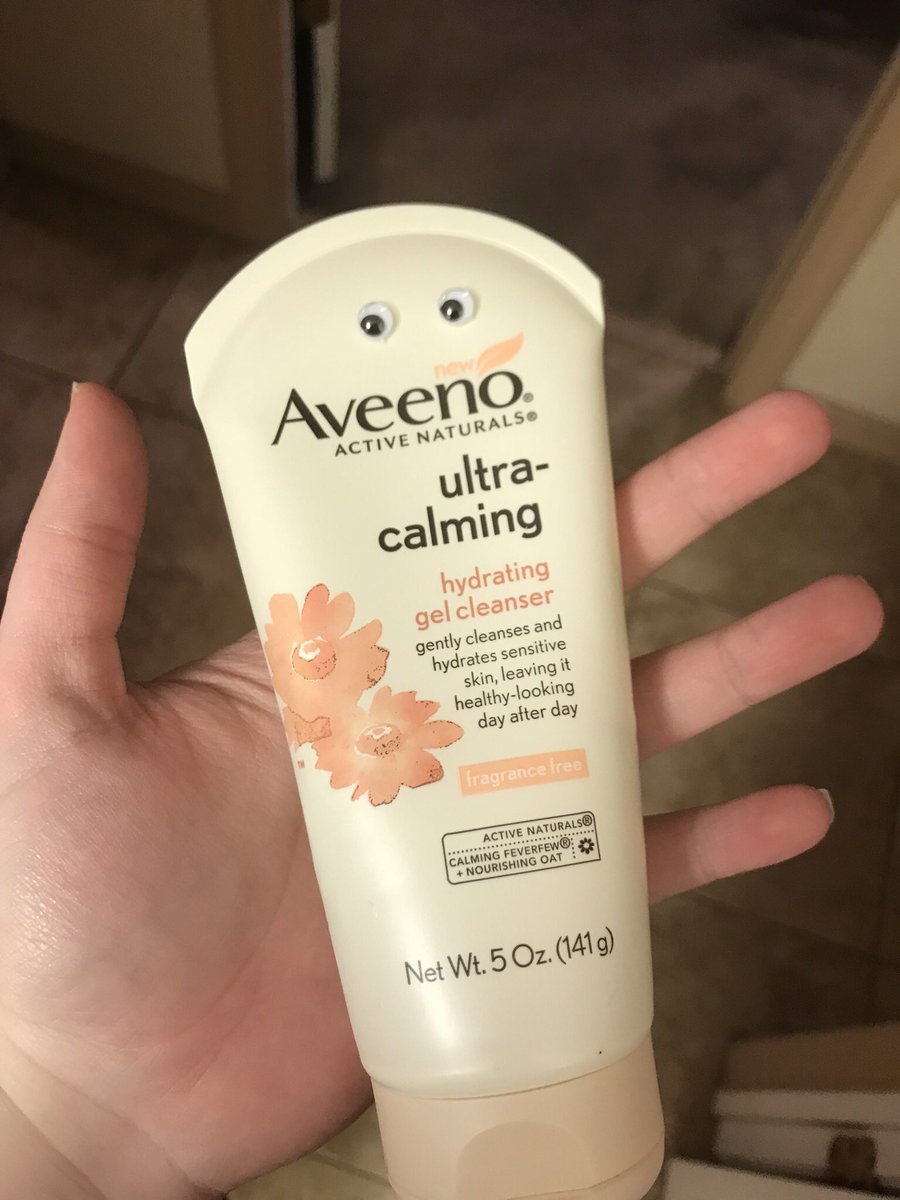 new
Aveeno®
ACTIVE NATURALS®
ultra-
calming
hydrating
gel cleanser
gently cleanses and
hydrates sensitive
skin, leaving it
healthy-looking
day after day
TM
fragrance free
ACTIVE NATURALS®
CALMING FEVERFEW®
+ NOURISHING OAT
Net Wt. 5 Oz. (141 g)